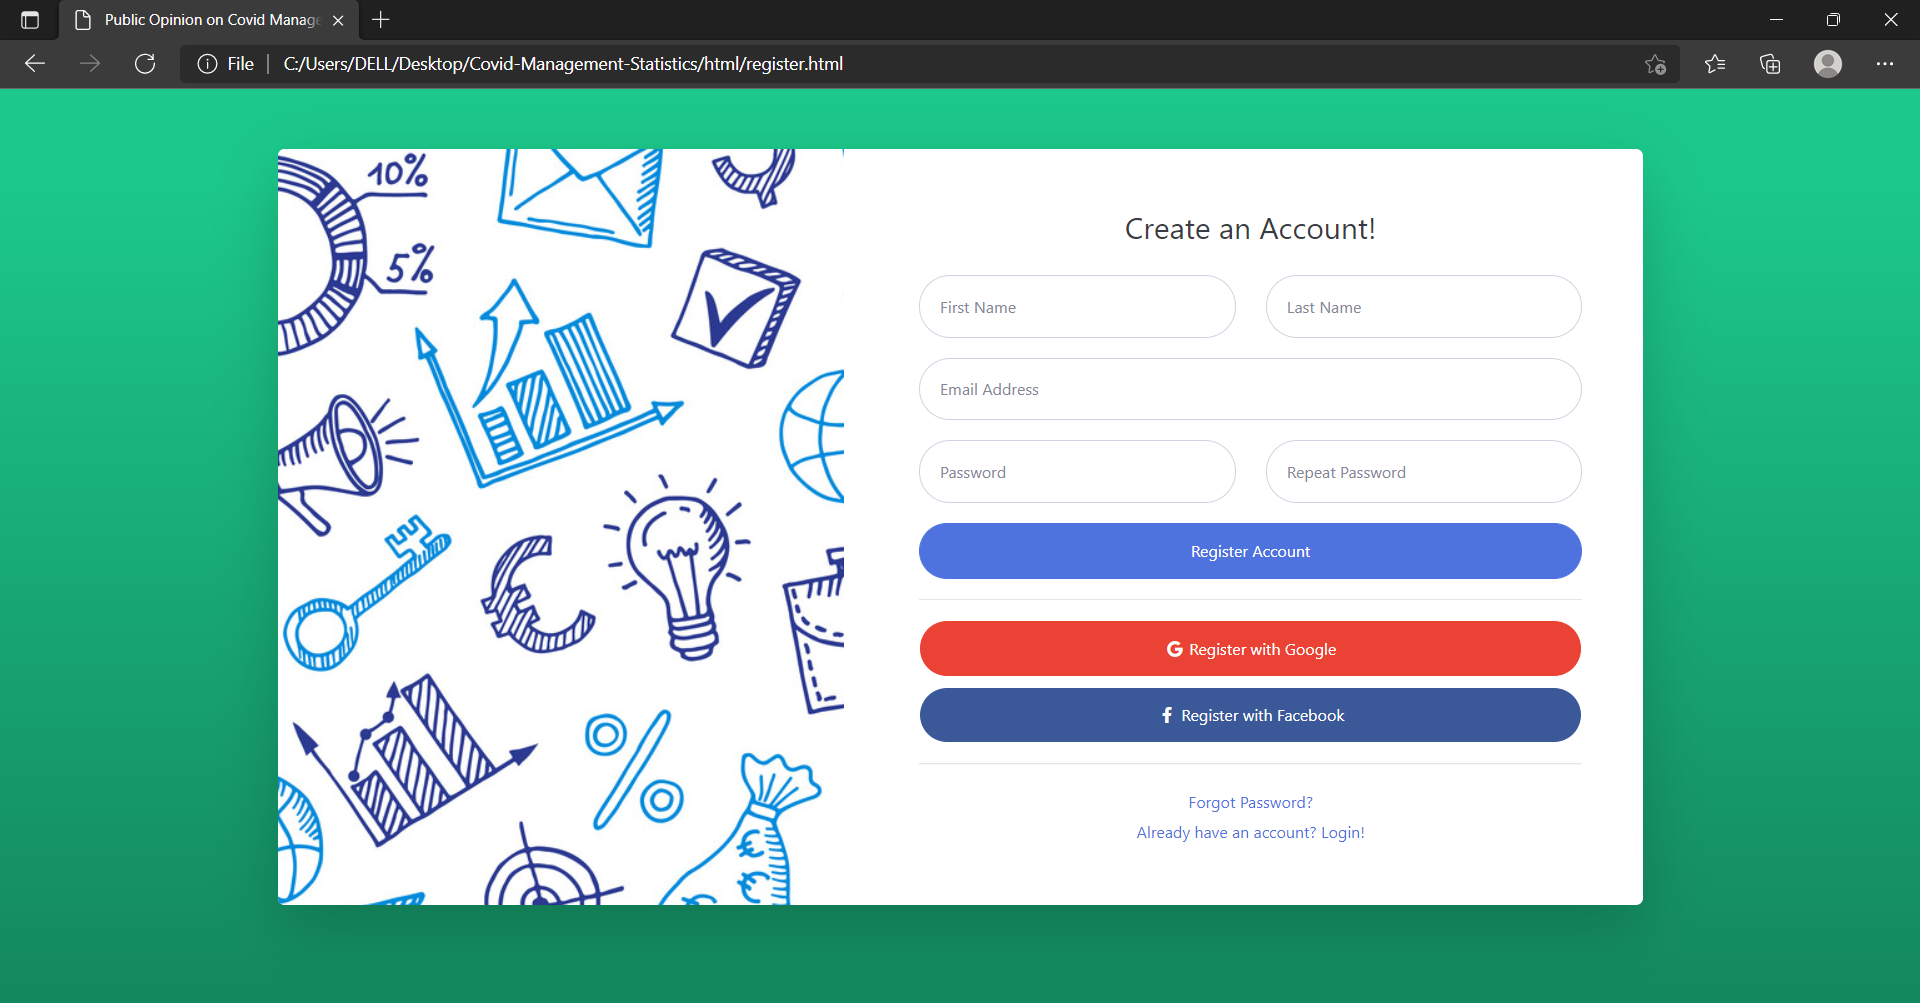 Public Opinion on Covid Manage
File
C:/Users/DELL/Desktop/Covid-Management-Statistics/html/register.html
10%
5%
Create an Account!
First Name
Last Name
Email Address
Password
Repeat Password
Register Account
G Register with Google
f Register with Facebook
Forgot Password?
Already have an account? Login!